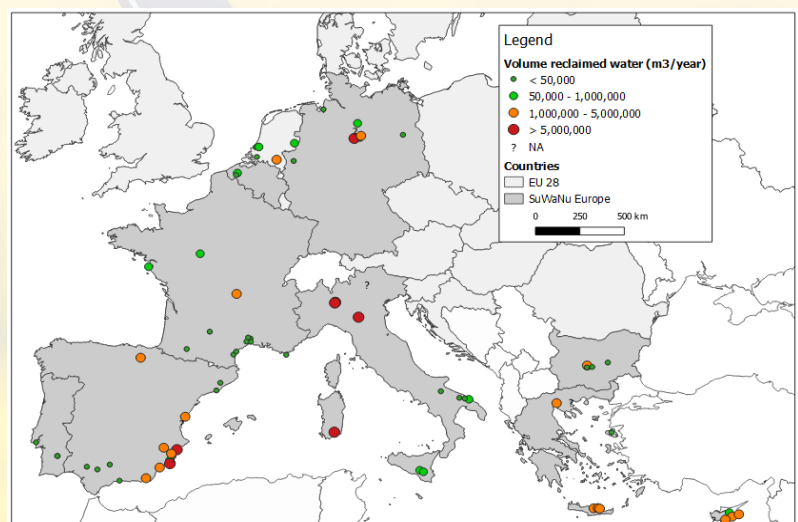 Legend
Volume reclaimed water (m3/year)
< 50,000
50,000 - 1,000,000
1,000,000 - 5,000,000
> 5,000,000
? NA
Countries
EU 28
SuWaNu Europe
0 250 500 km
?